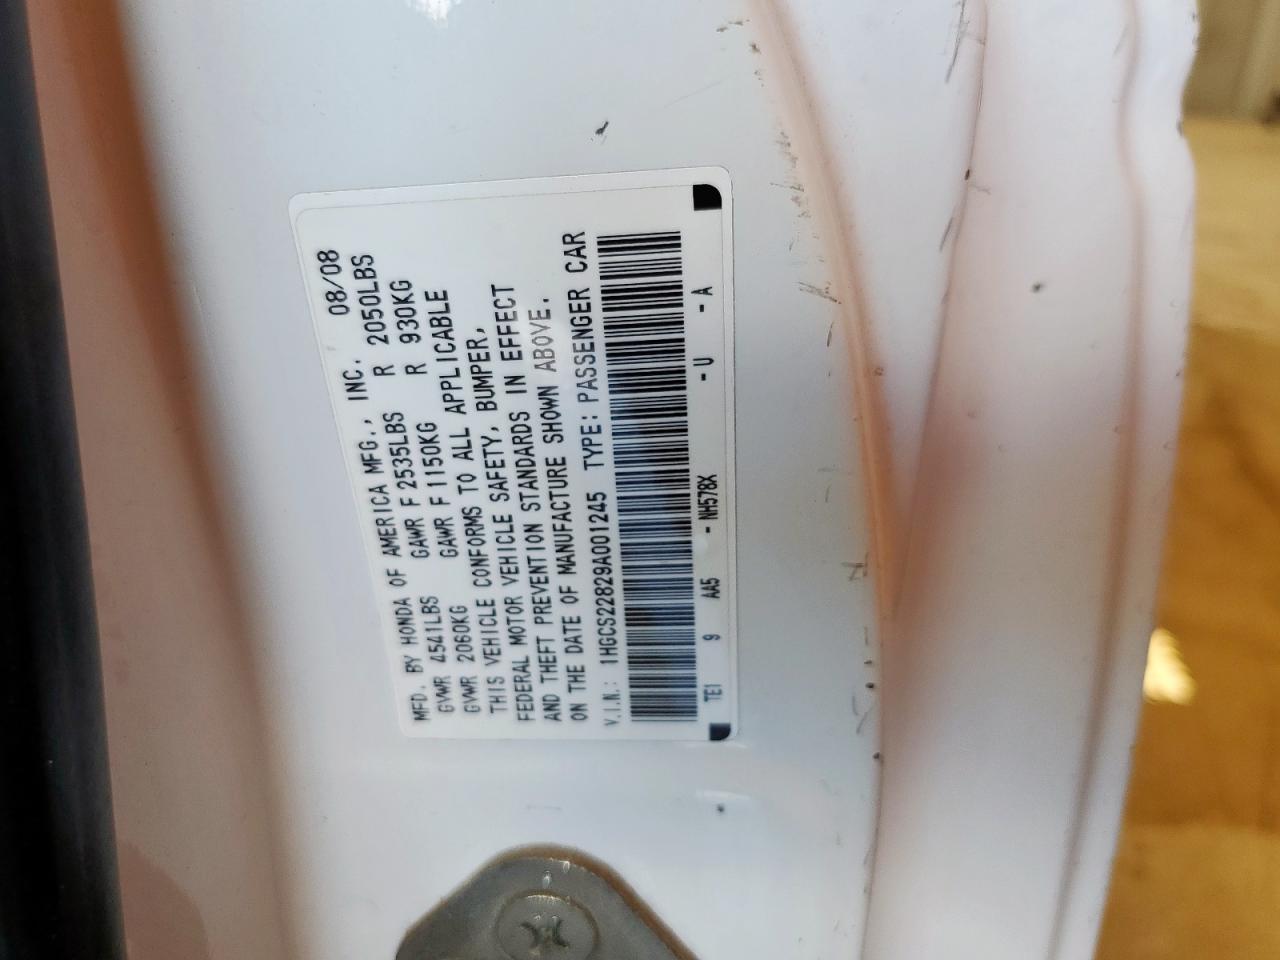 MFD. BY HONDA OF AMERICA MFG., INC. 08/08
GVWR 4541LBS GAWR F 2535LBS R 2050LBS
GVWR 2060KG GAWR F 1150KG R 930KG
THIS VEHICLE CONFORMS TO ALL APPLICABLE
FEDERAL MOTOR VEHICLE SAFETY, BUMPER,
AND THEFT PREVENTION STANDARDS IN EFFECT
ON THE DATE OF MANUFACTURE SHOWN ABOVE.
V.I.N.: 1HGCS22829A001245 TYPE: PASSENGER CAR
TE1 9 AA5 - NH578X - U - A